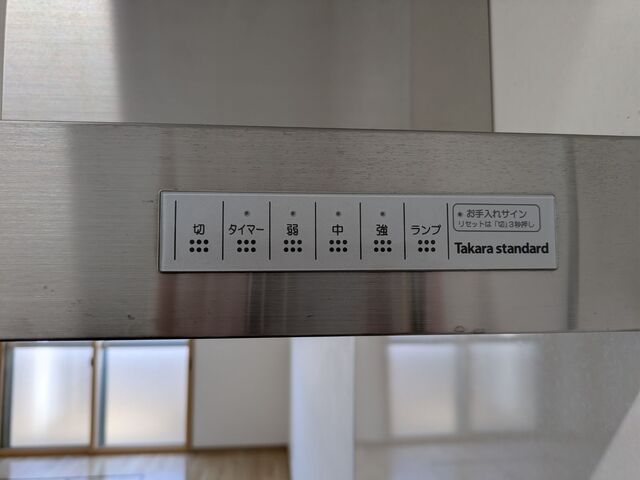 切 タイマー 弱 中 強 ランプ
お手入れサイン
リセットは「切」3秒押し
Takara standard